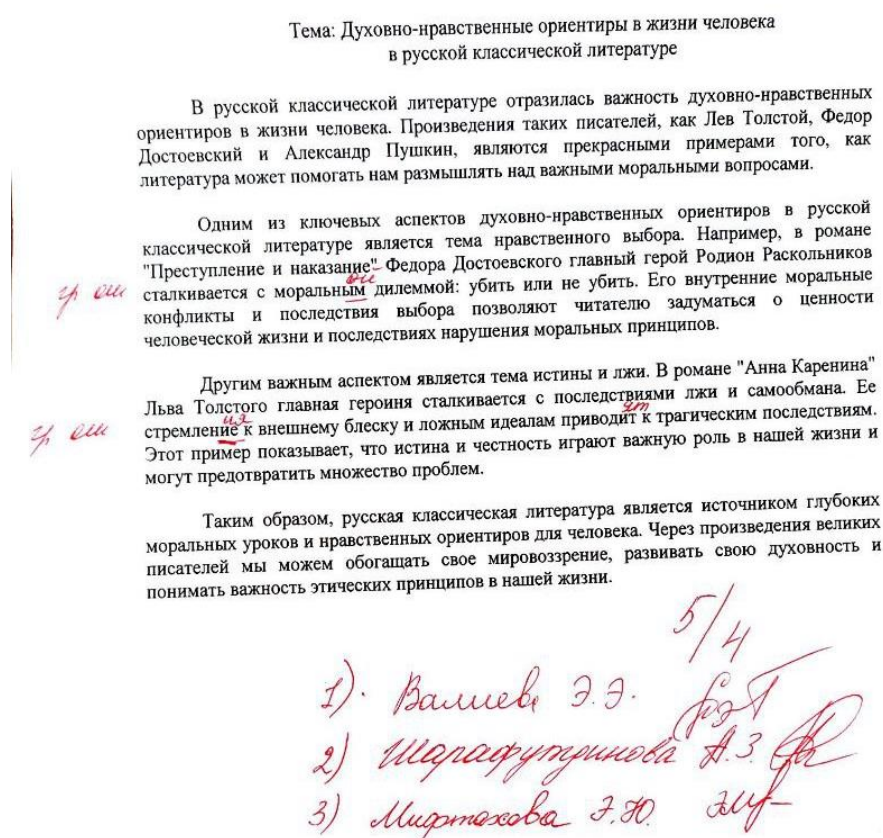 Тема: Духовно-нравственные ориентиры в жизни человека
в русской классической литературе
В русской классической литературе отразилась важность духовно-нравственных
ориентиров в жизни человека. Произведения таких писателей, как Лев Толстой, Федор
Достоевский и Александр Пушкин, являются прекрасными примерами того, как
литература может помогать нам размышлять над важными моральными вопросами.
Одним из ключевых аспектов духовно-нравственных ориентиров в русской
классической литературе является тема нравственного выбора. Например, в романе
"Преступление и наказание" Федора Достоевского главный герой Родион Раскольников
ой
гр ош сталкивается с моральным дилеммой: убить или не убить. Его внутренние моральные
конфликты и последствия выбора позволяют читателю задуматься о ценности
человеческой жизни и последствиях нарушения моральных принципов.
Другим важным аспектом является тема истины и лжи. В романе "Анна Каренина"
Льва Толстого главная героиня сталкивается с последствиями лжи и самообмана. Ее
ия ят
гр ош стремление к внешнему блеску и ложным идеалам приводит к трагическим последствиям.
Этот пример показывает, что истина и честность играют важную роль в нашей жизни и
могут предотвратить множество проблем.
Таким образом, русская классическая литература является источником глубоких
моральных уроков и нравственных ориентиров для человека. Через произведения великих
писателей мы можем обогащать свое мировоззрение, развивать свою духовность и
понимать важность этических принципов в нашей жизни.
5/4
1). Валиева Э.Э.
2) Шарафутдинова А.З.
3) Мифтахова Э.Ю.